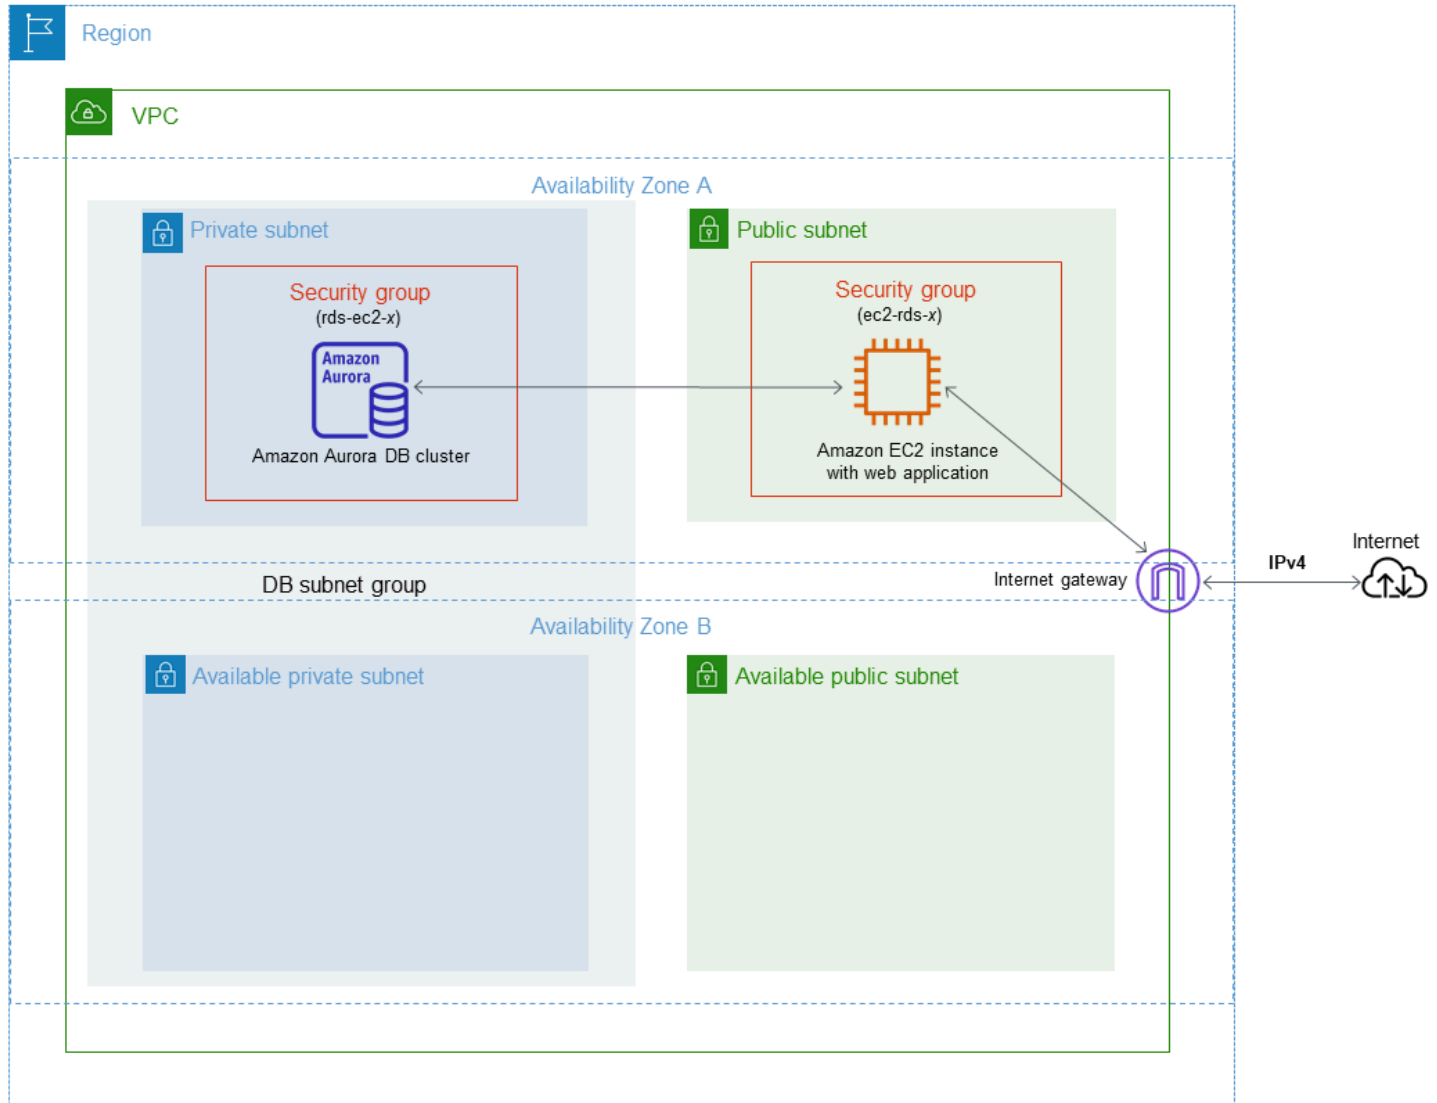 Region
VPC
Availability Zone A
Private subnet
Public subnet
Security group
(rds-ec2-x)
Security group
(ec2-rds-x)
Amazon
Aurora
Amazon Aurora DB cluster
Amazon EC2 instance
with web application
Internet
IPv4
Internet gateway
DB subnet group
Availability Zone B
Available private subnet
Available public subnet